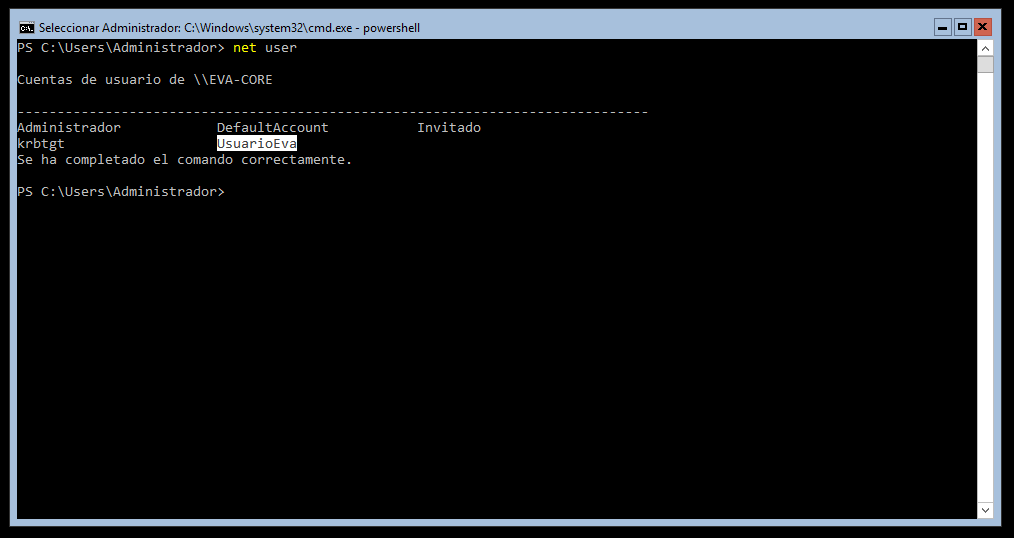 Seleccionar Administrador: C:\Windows\system32\cmd.exe - powershell
PS C:\Users\Administrador> net user
Cuentas de usuario de \\EVA-CORE
-------------------------------------------------------------------------------
Administrador            DefaultAccount           Invitado
krbtgt                   UsuarioEva
Se ha completado el comando correctamente.
PS C:\Users\Administrador>